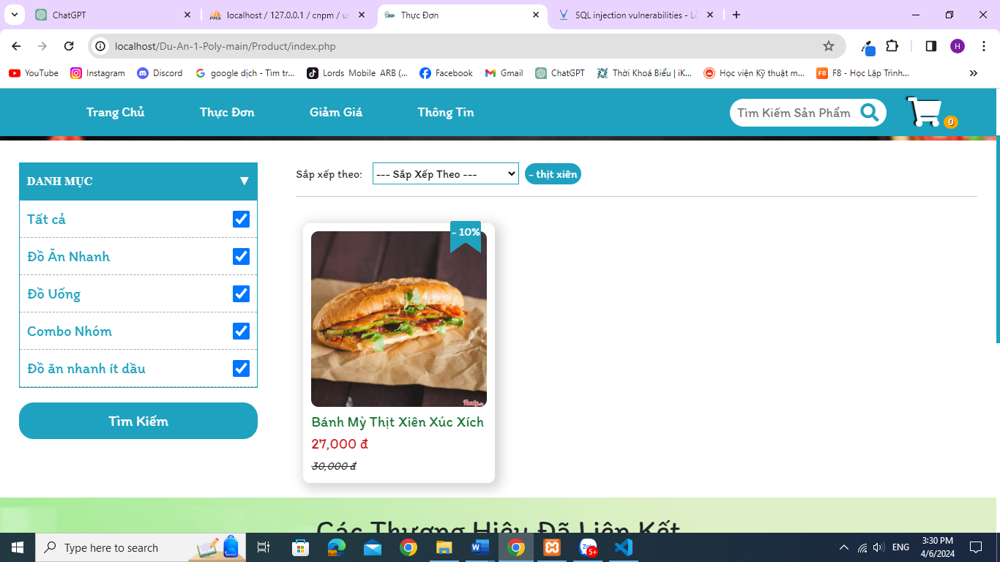 ChatGPT
localhost / 127.0.0.1 / cnpm / us
Thực Đơn
SQL injection vulnerabilities - Lỗ
localhost/Du-An-1-Poly-main/Product/index.php
H
YouTube
Instagram
Discord
google dịch - Tìm tr...
Lords Mobile ARB (...
Facebook
Gmail
ChatGPT
Thời Khoá Biểu | iK...
Học viện Kỹ thuật m...
F8 - Học Lập Trình...
Trang Chủ
Thực Đơn
Giảm Giá
Thông Tin
Tìm Kiếm Sản Phẩm
0
DANH MỤC ▼
Tất cả
Đồ Ăn Nhanh
Đồ Uống
Combo Nhóm
Đồ ăn nhanh ít dầu
Tìm Kiếm
Sắp xếp theo:
--- Sắp Xếp Theo ---
- thịt xiên
- 10%
Bánh Mỳ Thịt Xiên Xúc Xích
27,000 đ
30,000 đ
Các Thương Hiệu Đã Liên Kết
Type here to search
5+
ENG
3:30 PM
4/6/2024